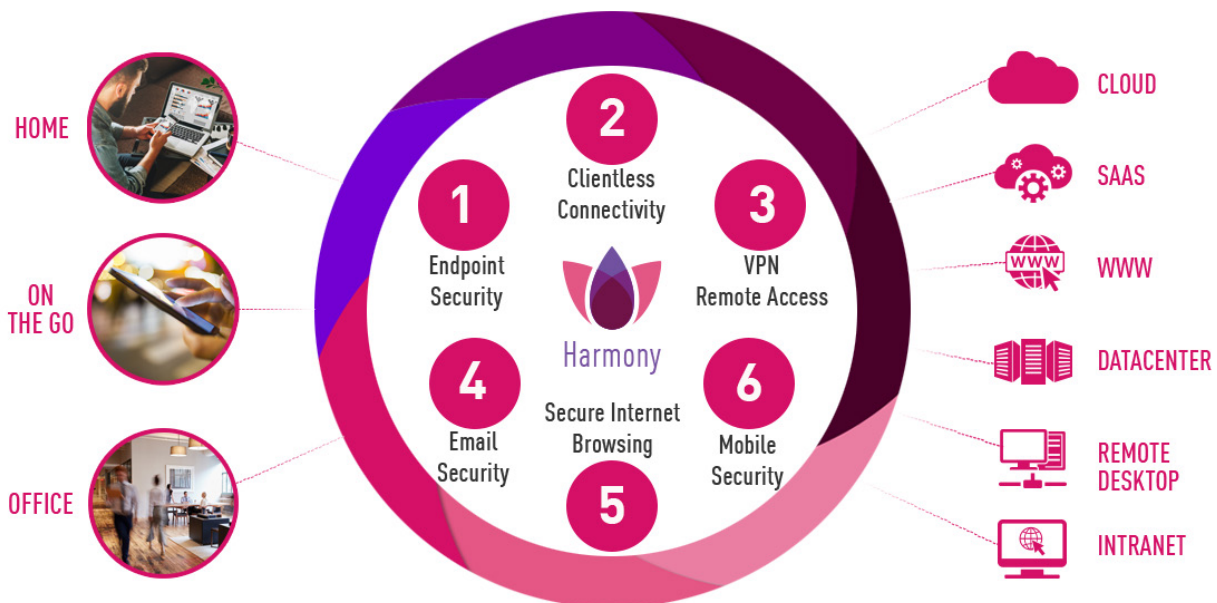 HOME
ON
THE GO
OFFICE
1
Endpoint
Security
2
Clientless
Connectivity
3
VPN
Remote Access
Harmony
4
Email
Security
Secure Internet
Browsing
5
6
Mobile
Security
CLOUD
SAAS
WWW
WWW
DATACENTER
REMOTE
DESKTOP
INTRANET